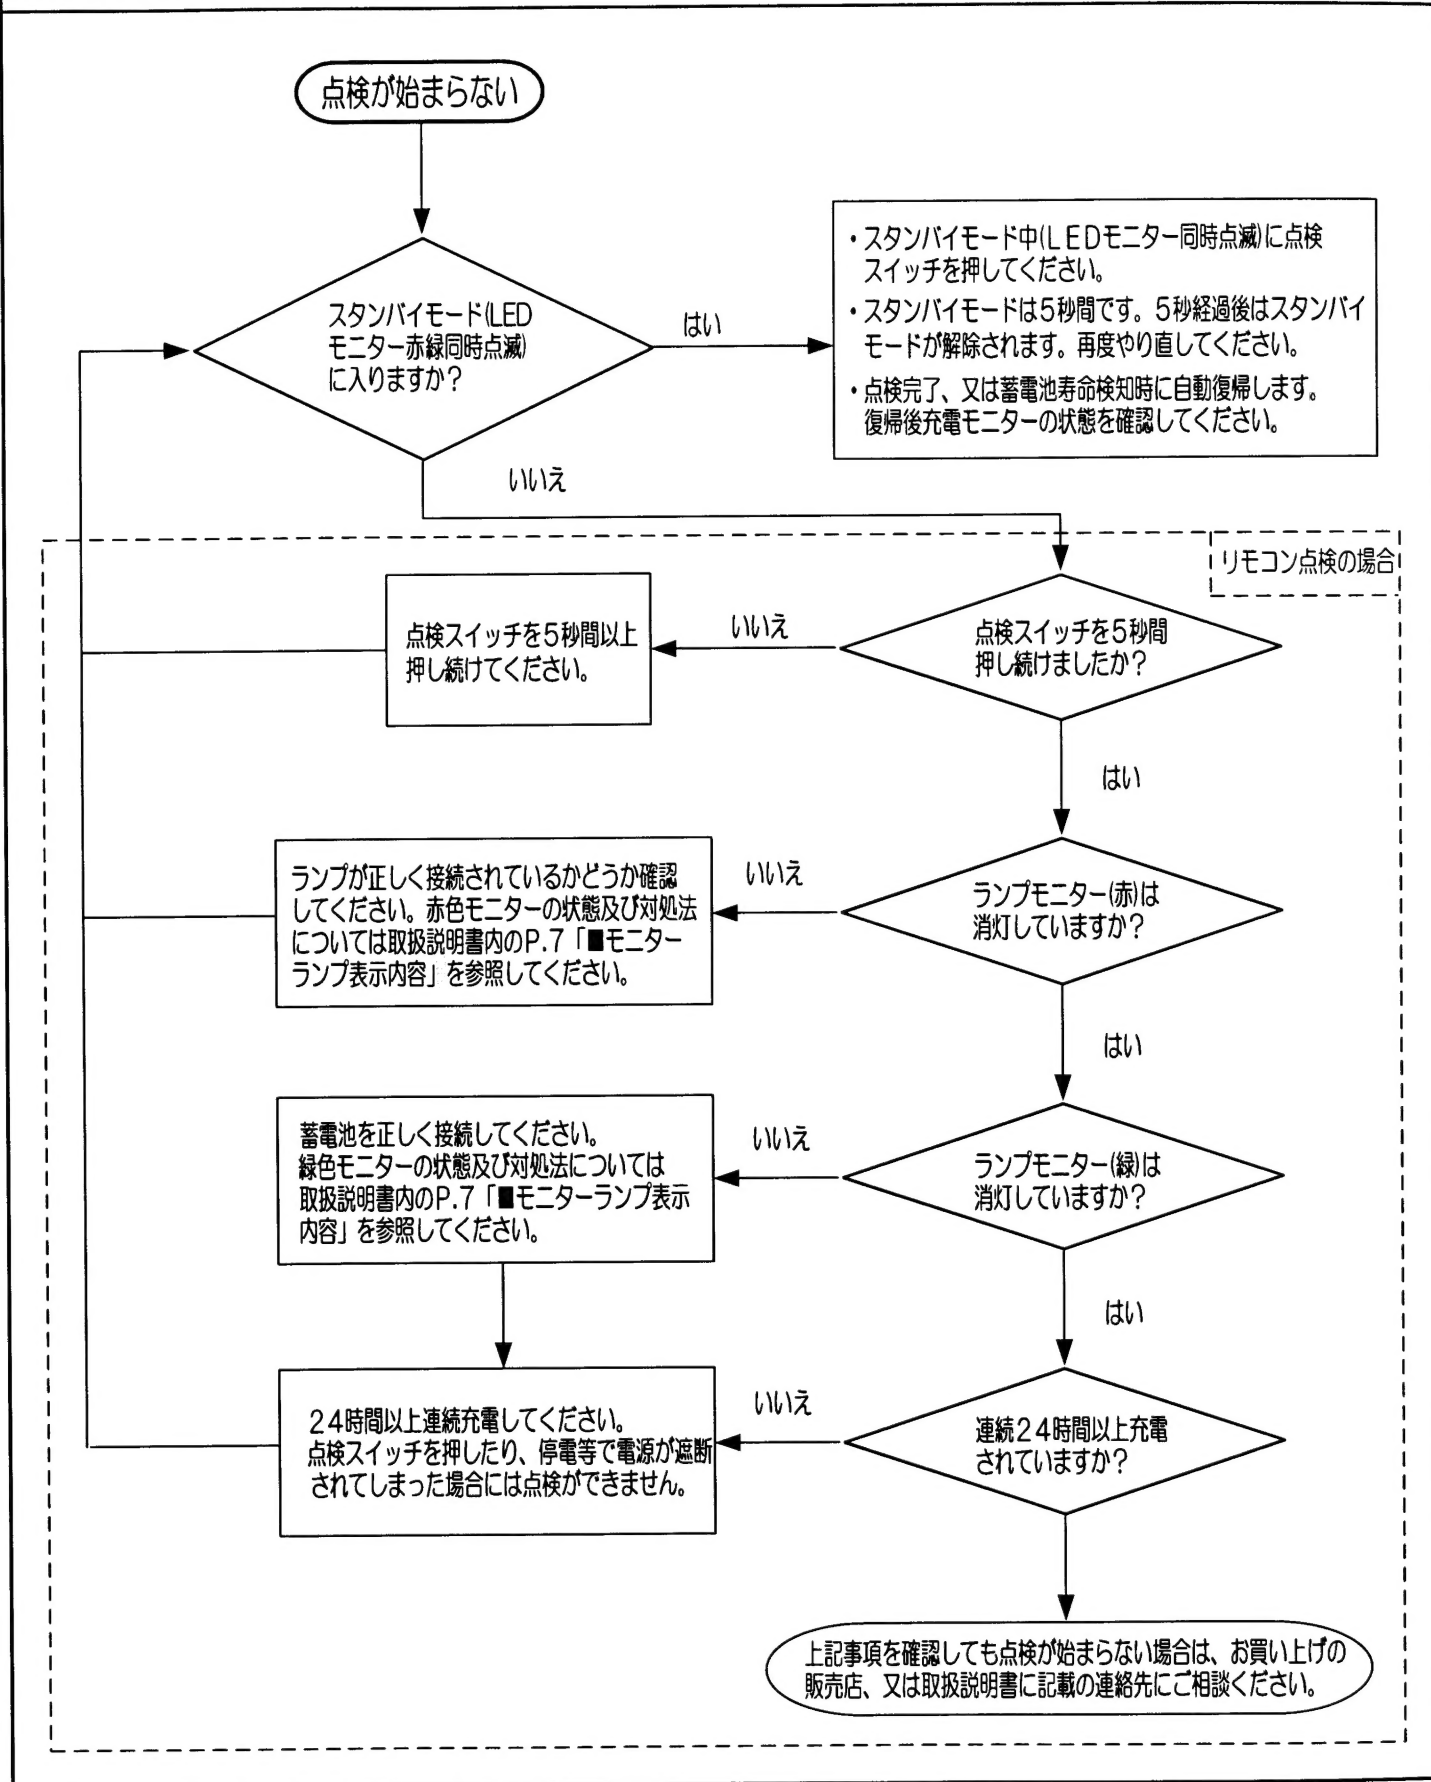 点検が始まらない
スタンバイモード(LED
モニター赤緑同時点滅)
に入りますか？
はい
・スタンバイモード中(LEDモニター同時点滅)に点検
スイッチを押してください。
・スタンバイモードは5秒間です。5秒経過後はスタンバイ
モードが解除されます。再度やり直してください。
・点検完了、又は蓄電池寿命検知時に自動復帰します。
復帰後充電モニターの状態を確認してください。
いいえ
リモコン点検の場合
点検スイッチを5秒間
押し続けましたか？
いいえ
点検スイッチを5秒間以上
押し続けてください。
はい
ランプモニター(赤)は
消灯していますか？
いいえ
ランプが正しく接続されているかどうか確認
してください。赤色モニターの状態及び対処法
については取扱説明書内のP.7「■モニター
ランプ表示内容」を参照してください。
はい
ランプモニター(緑)は
消灯していますか？
いいえ
蓄電池を正しく接続してください。
緑色モニターの状態及び対処法については
取扱説明書内のP.7「■モニターランプ表示
内容」を参照してください。
はい
連続24時間以上充電
されていますか？
いいえ
24時間以上連続充電してください。
点検スイッチを押したり、停電等で電源が遮断
されてしまった場合には点検ができません。
上記事項を確認しても点検が始まらない場合は、お買い上げの
販売店、又は取扱説明書に記載の連絡先にご相談ください。